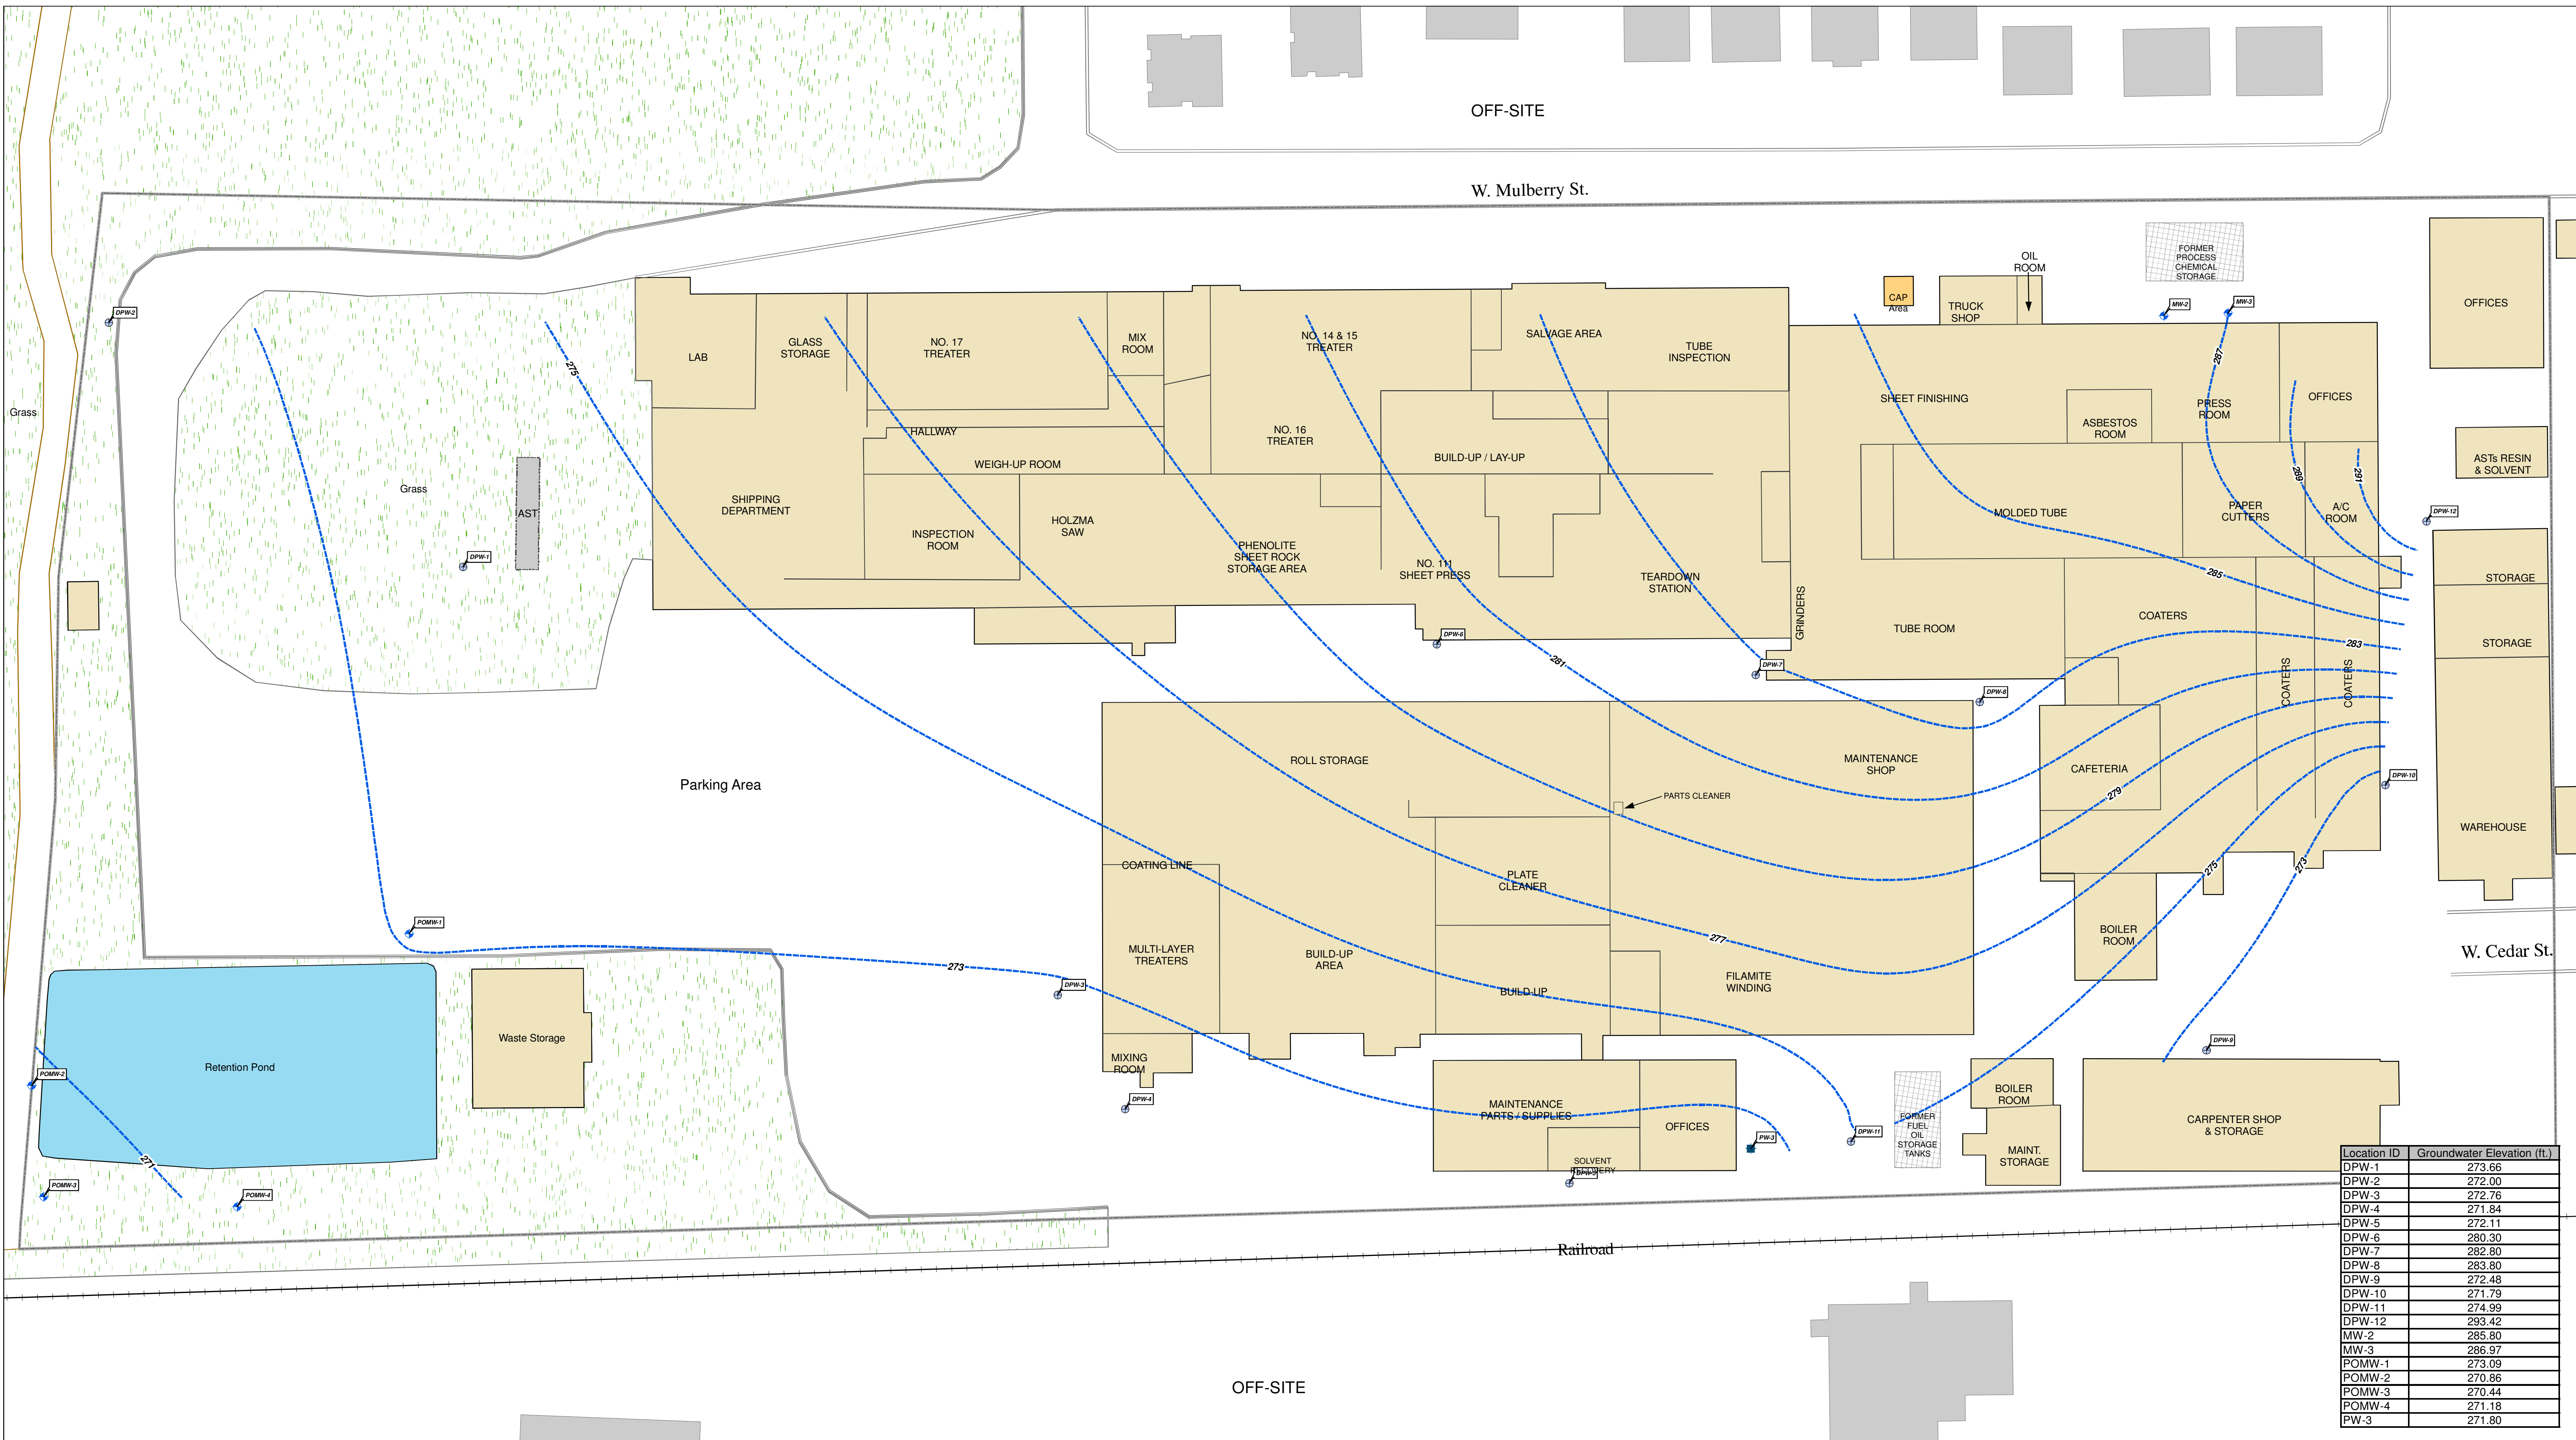 OFF-SITE
W. Mulberry St.
OIL
ROOM
FORMER
PROCESS
CHEMICAL
STORAGE
CAP
Area
TRUCK
SHOP
MW-2
MW-3
OFFICES
DPW-2
LAB
GLASS
STORAGE
NO. 17
TREATER
MIX
ROOM
NO. 14 & 15
TREATER
SALVAGE AREA
TUBE
INSPECTION
275
287
SHEET FINISHING
ASBESTOS
ROOM
PRESS
ROOM
OFFICES
Grass
HALLWAY
WEIGH-UP ROOM
NO. 16
TREATER
BUILD-UP / LAY-UP
ASTs RESIN
& SOLVENT
289
291
Grass
AST
SHIPPING
DEPARTMENT
INSPECTION
ROOM
HOLZMA
SAW
MOLDED TUBE
PAPER
CUTTERS
A/C
ROOM
DPW-12
DPW-1
PHENOLITE
SHEET ROCK
STORAGE AREA
NO. 111
SHEET PRESS
TEARDOWN
STATION
GRINDERS
285
STORAGE
TUBE ROOM
COATERS
STORAGE
DPW-6
281
DPW-7
283
DPW-8
COATERS
COATERS
Parking Area
ROLL STORAGE
MAINTENANCE
SHOP
CAFETERIA
PARTS CLEANER
279
DPW-10
WAREHOUSE
COATING LINE
PLATE
CLEANER
275
273
POMW-1
MULTI-LAYER
TREATERS
BUILD-UP
AREA
277
BOILER
ROOM
W. Cedar St.
273
DPW-3
BUILD-UP
FILAMITE
WINDING
Waste Storage
Retention Pond
POMW-2
MIXING
ROOM
DPW-4
DPW-9
MAINTENANCE
PARTS / SUPPLIES
OFFICES
PW-3
DPW-11
FORMER
FUEL
OIL
STORAGE
TANKS
BOILER
ROOM
MAINT.
STORAGE
CARPENTER SHOP
& STORAGE
271
POMW-3
POMW-4
SOLVENT
RECOVERY
DPW-5
Railroad
OFF-SITE
Location ID Groundwater Elevation (ft.)
DPW-1 273.66
DPW-2 272.00
DPW-3 272.76
DPW-4 271.84
DPW-5 272.11
DPW-6 280.30
DPW-7 282.80
DPW-8 283.80
DPW-9 272.48
DPW-10 271.79
DPW-11 274.99
DPW-12 293.42
MW-2 285.80
MW-3 286.97
POMW-1 273.09
POMW-2 270.86
POMW-3 270.44
POMW-4 271.18
PW-3 271.80